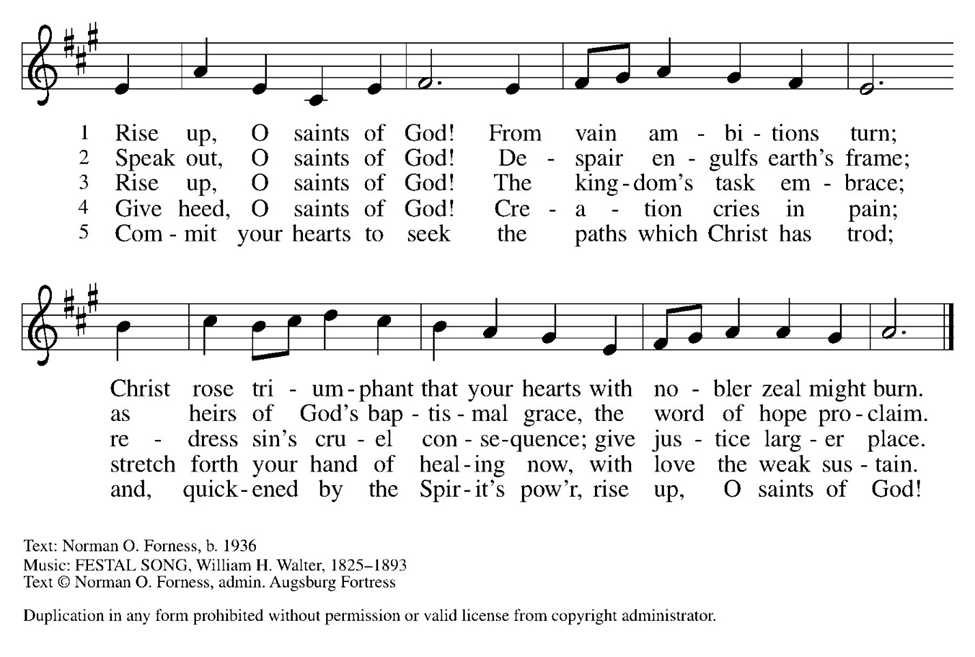 1 Rise up, O saints of God! From vain am - bi - tions turn;
2 Speak out, O saints of God! De - spair en - gulfs earth's frame;
3 Rise up, O saints of God! The king - dom's task em - brace;
4 Give heed, O saints of God! Cre - a - tion cries in pain;
5 Com - mit your hearts to seek the paths which Christ has trod;
Christ rose tri - um - phant that your hearts with no - bler zeal might burn.
as heirs of God's bap - tis - mal grace, the word of hope pro - claim.
re - dress sin's cru - el con - se - quence; give jus - tice larg - er place.
stretch forth your hand of heal - ing now, with love the weak sus - tain.
and, quick - ened by the Spir - it's pow'r, rise up, O saints of God!
Text: Norman O. Forness, b. 1936
Music: FESTAL SONG, William H. Walter, 1825–1893
Text © Norman O. Forness, admin. Augsburg Fortress
Duplication in any form prohibited without permission or valid license from copyright administrator.